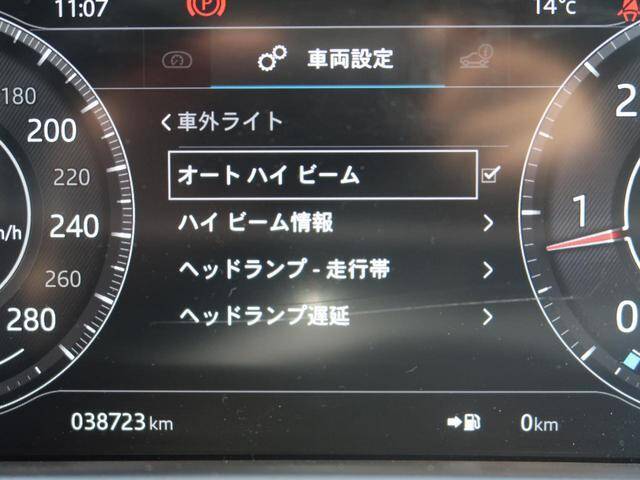 11:07
14°C
車両設定
車外ライト
オート ハイ ビーム
ハイ ビーム情報
ヘッドランプ - 走行帯
ヘッドランプ遅延
180
200
220
240
260
280
m/h
2
1
0
038723 km
0km